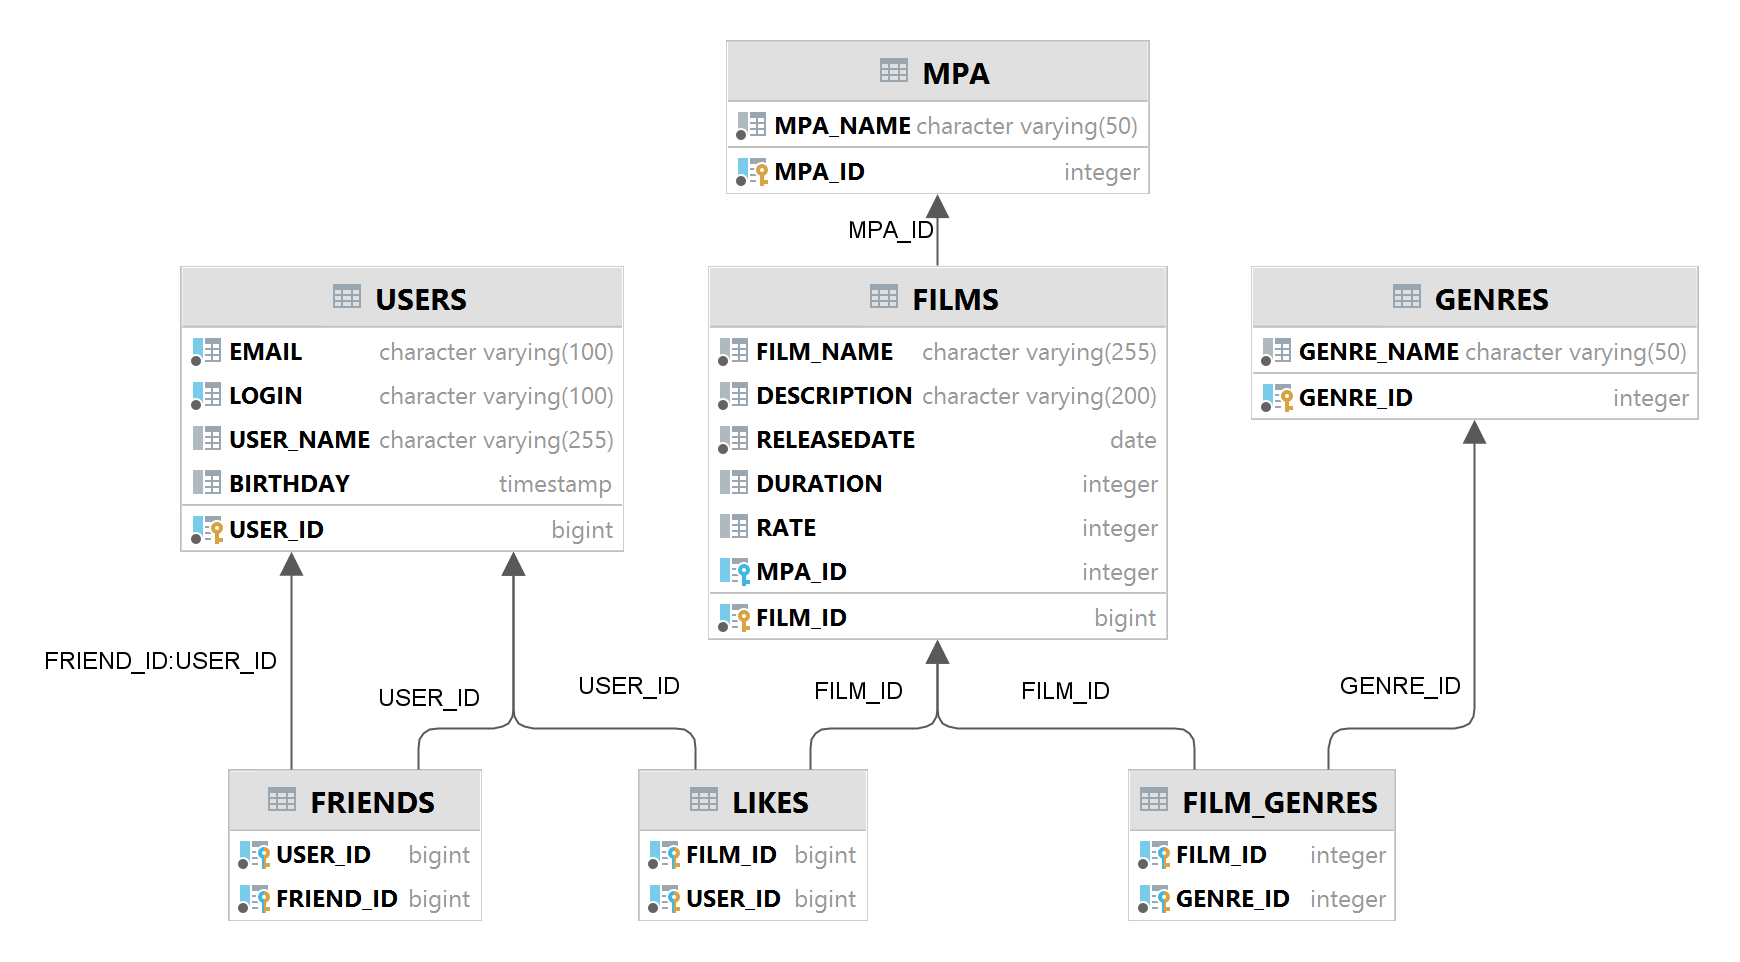 MPA
MPA_NAME character varying(50)
MPA_ID integer
MPA_ID
USERS
EMAIL character varying(100)
LOGIN character varying(100)
USER_NAME character varying(255)
BIRTHDAY timestamp
USER_ID bigint
FILMS
FILM_NAME character varying(255)
DESCRIPTION character varying(200)
RELEASEDATE date
DURATION integer
RATE integer
MPA_ID integer
FILM_ID bigint
GENRES
GENRE_NAME character varying(50)
GENRE_ID integer
FRIEND_ID:USER_ID
USER_ID
USER_ID
FILM_ID
FILM_ID
GENRE_ID
FRIENDS
USER_ID bigint
FRIEND_ID bigint
LIKES
FILM_ID bigint
USER_ID bigint
FILM_GENRES
FILM_ID integer
GENRE_ID integer